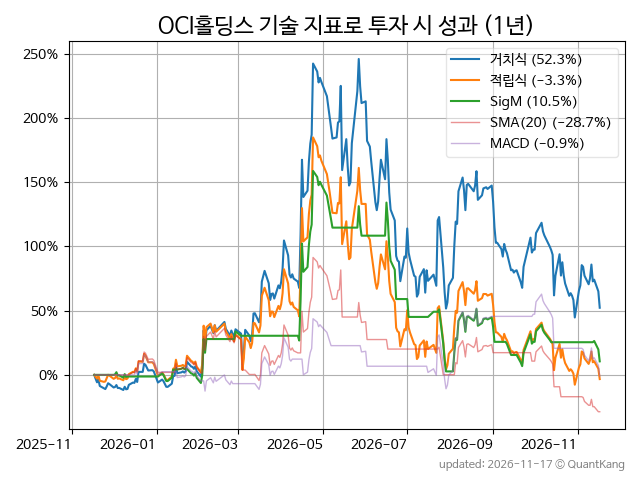 OCI홀딩스 기술 지표로 투자 시 성과 (1년)
250%
200%
150%
100%
50%
0%
거치식 (52.3%)
적립식 (−3.3%)
SigM (10.5%)
SMA(20) (−28.7%)
MACD (−0.9%)
2025-11
2026-01
2026-03
2026-05
2026-07
2026-09
2026-11
updated: 2026-11-17 © QuantKang